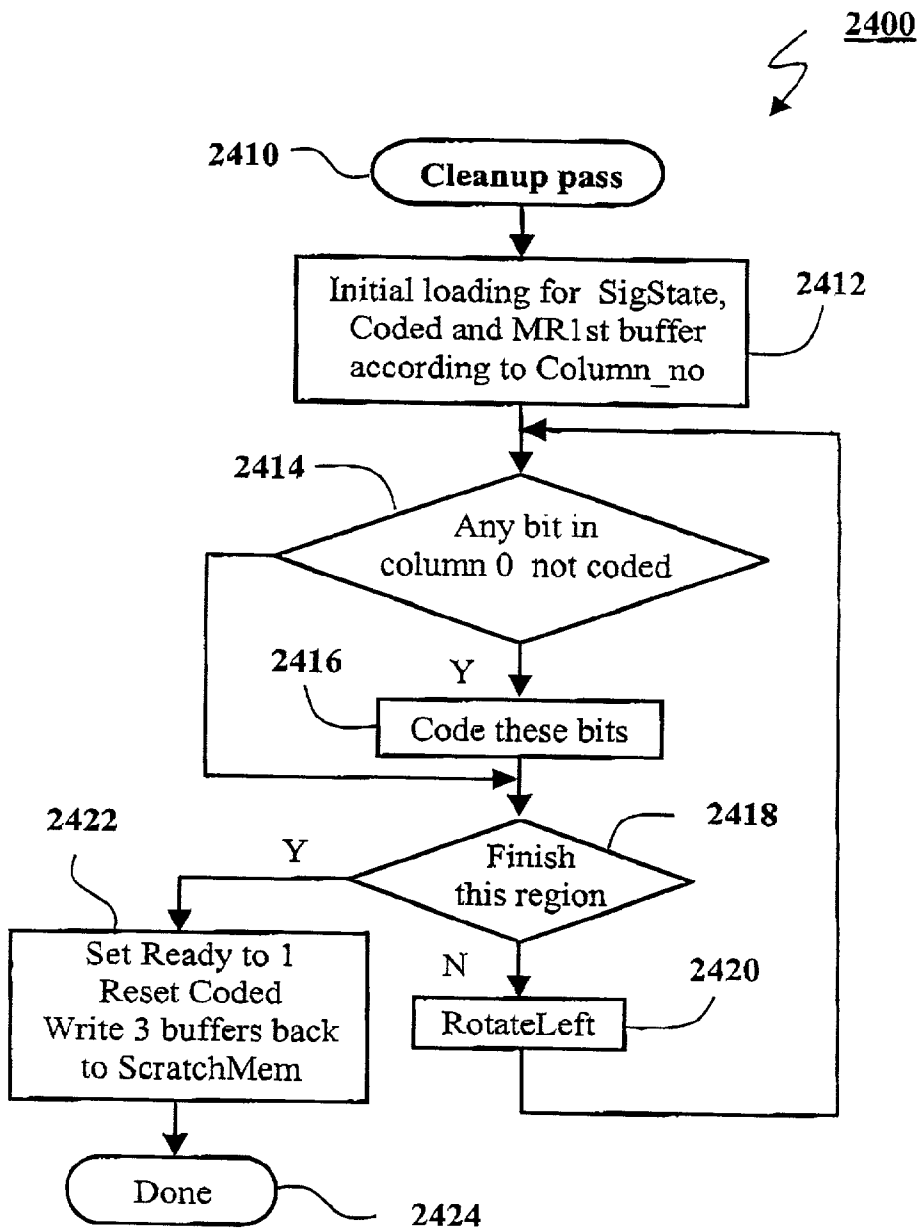 2400
2410
Cleanup pass
Initial loading for SigState,
Coded and MR1st buffer
according to Column_no
2412
2414
Any bit in
column 0 not coded
2416
Y
Code these bits
2422
2418
Y
Finish
this region
Set Ready to 1
Reset Coded
Write 3 buffers back
to ScratchMem
N
2420
RotateLeft
Done
2424